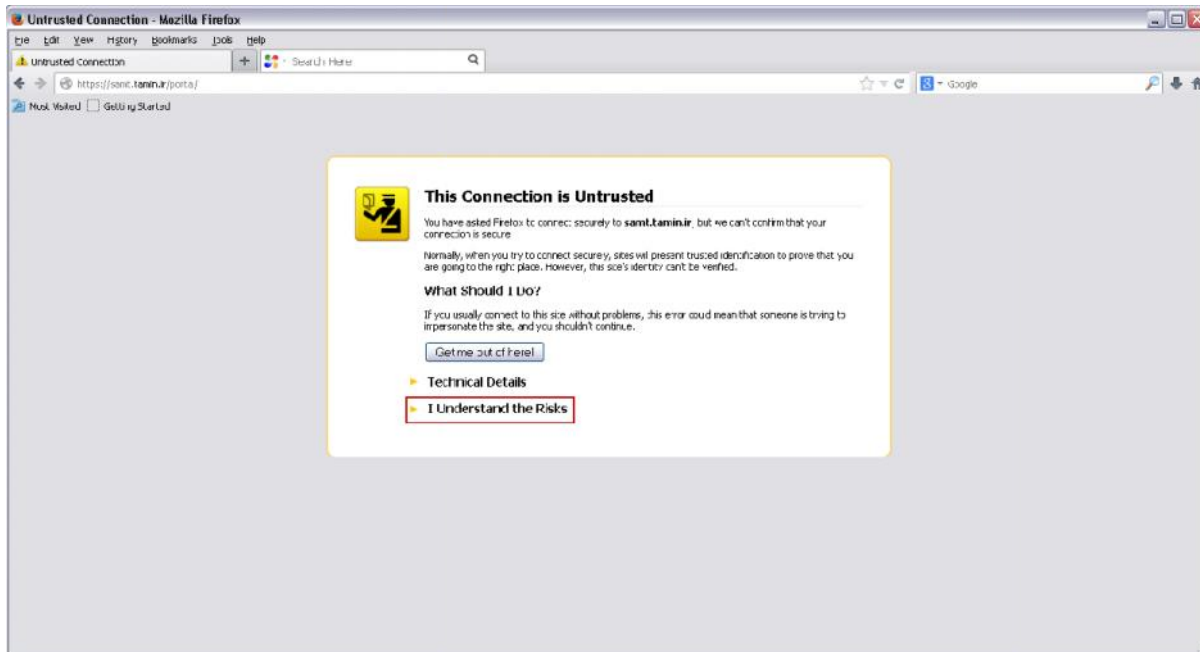 Untrusted Connection - Mozilla Firefox
File Edit View History Bookmarks Tools Help
Untrusted Connection + Search Here
https://samt.tamin.ir/portal/ Google
Most Visited Getting Started
This Connection is Untrusted
You have asked Firefox to connect securely to samt.tamin.ir, but we can't confirm that your
connection is secure.
Normally, when you try to connect securely, sites will present trusted identification to prove that you
are going to the right place. However, this site's identity can't be verified.
What Should I Do?
If you usually connect to this site without problems, this error could mean that someone is trying to
impersonate the site, and you shouldn't continue.
Get me out of here!
Technical Details
I Understand the Risks